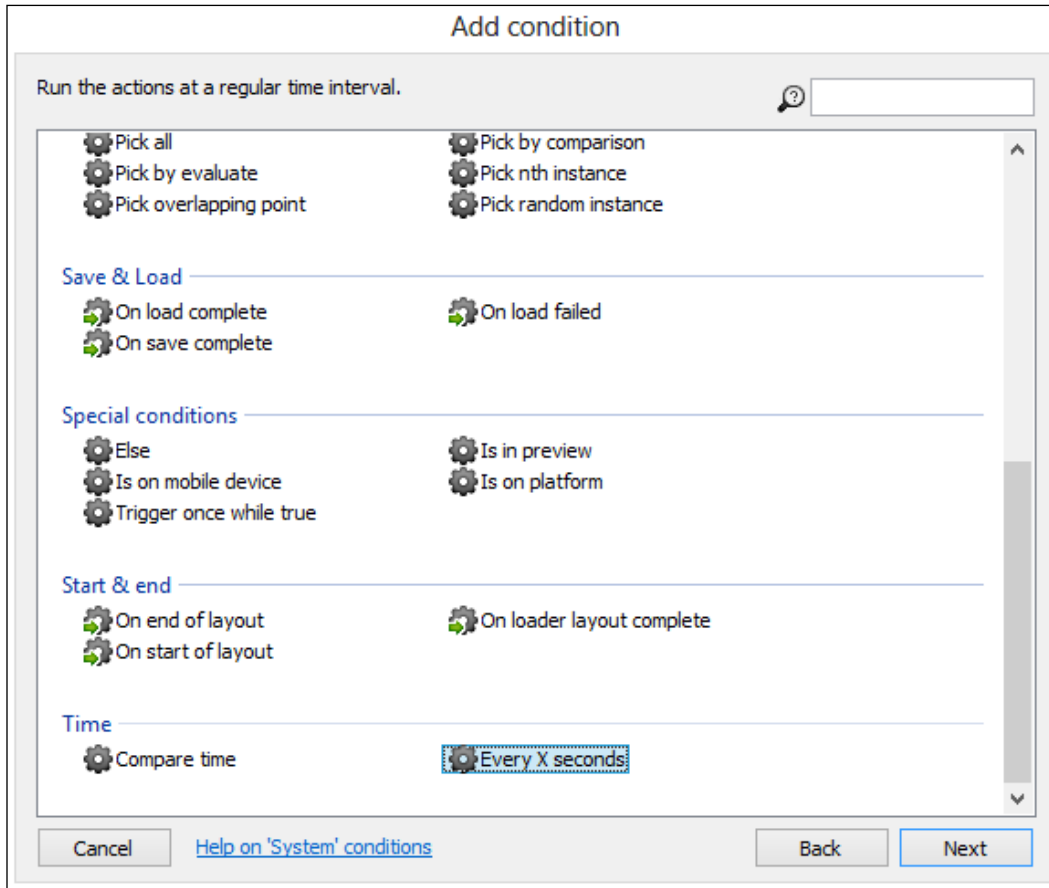 Add condition
Run the actions at a regular time interval.
Pick all Pick by comparison
Pick by evaluate Pick nth instance
Pick overlapping point Pick random instance
Save & Load
On load complete On load failed
On save complete
Special conditions
Else Is in preview
Is on mobile device Is on platform
Trigger once while true
Start & end
On end of layout On loader layout complete
On start of layout
Time
Compare time Every X seconds
Cancel Help on 'System' conditions Back Next